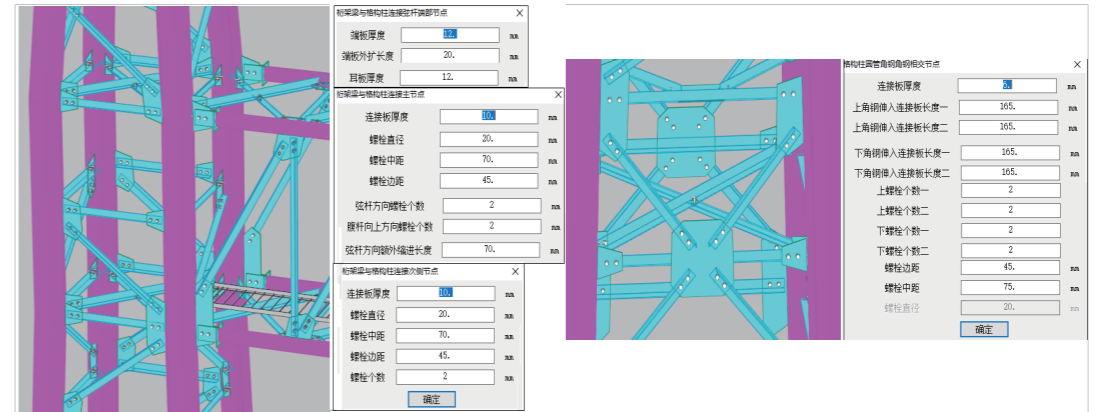 桁架梁与格构柱连接弦杆端部节点
端板厚度 12. mm
端板外扩长度 20. mm
耳板厚度 12. mm
桁架梁与格构柱连接主节点
连接板厚度 10. mm
螺栓直径 20. mm
螺栓中距 70. mm
螺栓边距 45. mm
弦杆方向螺栓个数 2 mm
腹杆向上方向螺栓个数 2 mm
弦杆方向额外缩进长度 70. mm
桁架梁与格构柱连接次侧节点
连接板厚度 10. mm
螺栓直径 20. mm
螺栓中距 70. mm
螺栓边距 45. mm
螺栓个数 2 mm
确定
格构柱圆管角钢角钢相交节点
连接板厚度 6. mm
上角钢伸入连接板长度一 165. mm
上角钢伸入连接板长度二 165. mm
下角钢伸入连接板长度一 165. mm
下角钢伸入连接板长度二 165. mm
上螺栓个数一 2
上螺栓个数二 2
下螺栓个数一 2
下螺栓个数二 2
螺栓边距 45. mm
螺栓中距 75. mm
螺栓直径 20. mm
确定